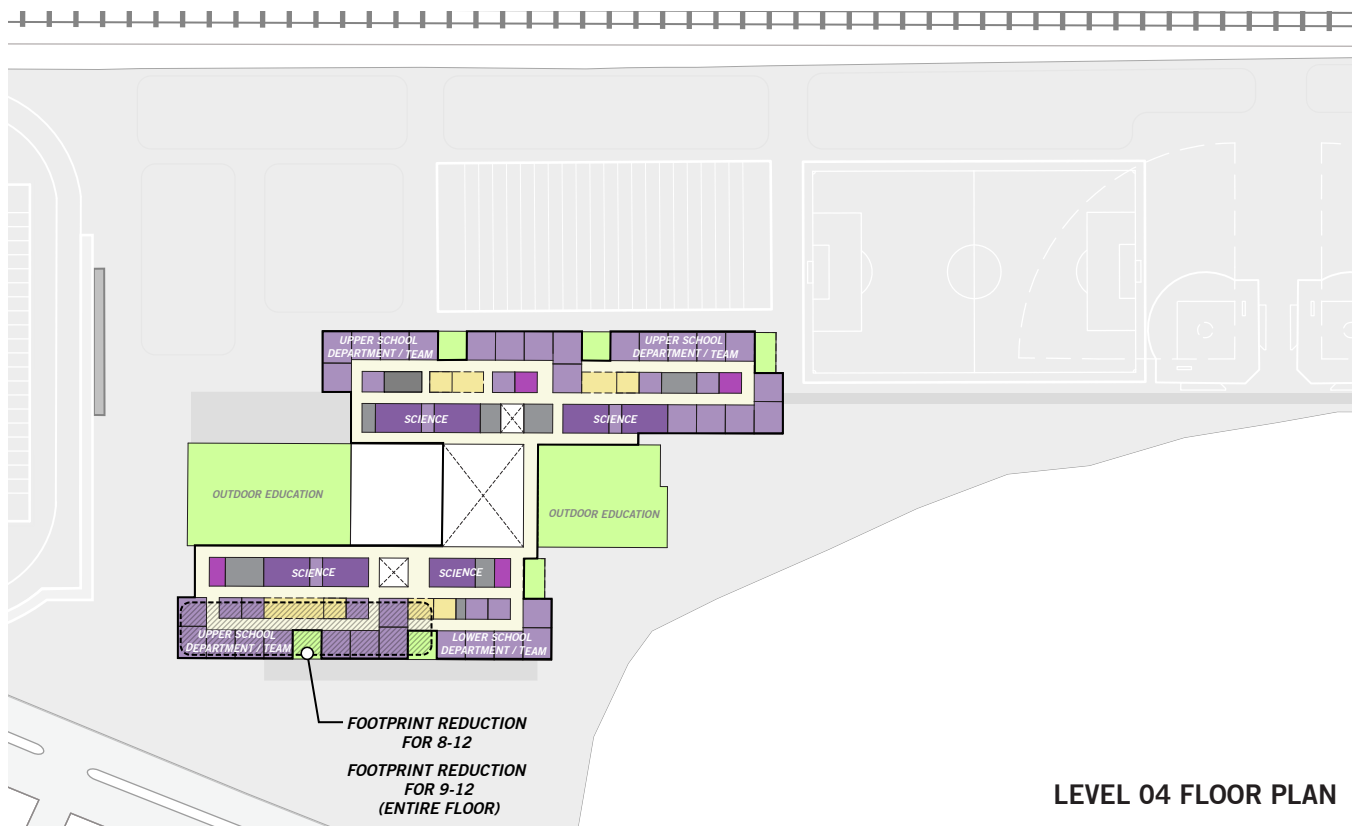 UPPER SCHOOL
DEPARTMENT / TEAM
UPPER SCHOOL
DEPARTMENT / TEAM
SCIENCE
SCIENCE
OUTDOOR EDUCATION
OUTDOOR EDUCATION
SCIENCE
SCIENCE
UPPER SCHOOL
DEPARTMENT / TEAM
LOWER SCHOOL
DEPARTMENT / TEAM
FOOTPRINT REDUCTION
FOR 8-12
FOOTPRINT REDUCTION
FOR 9-12
(ENTIRE FLOOR)
LEVEL 04 FLOOR PLAN